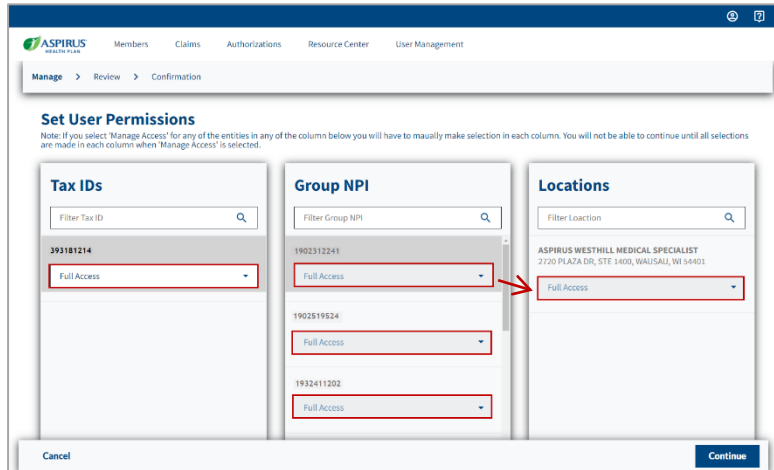 ASPIRUS
HEALTH PLAN
Members Claims Authorizations Resource Center User Management
Manage > Review > Confirmation
Set User Permissions
Note: If you select 'Manage Access' for any of the entities in any of the column below you will have to maually make selection in each column. You will not be able to continue until all selections
are made in each column when 'Manage Access' is selected.
Tax IDs
Filter Tax ID
393181214
Full Access
Group NPI
Filter Group NPI
1902312241
Full Access
1902519524
Full Access
1932411202
Full Access
Locations
Filter Loaction
ASPIRUS WESTHILL MEDICAL SPECIALIST
2720 PLAZA DR, STE 1400, WAUSAU, WI 54401
Full Access
Cancel
Continue